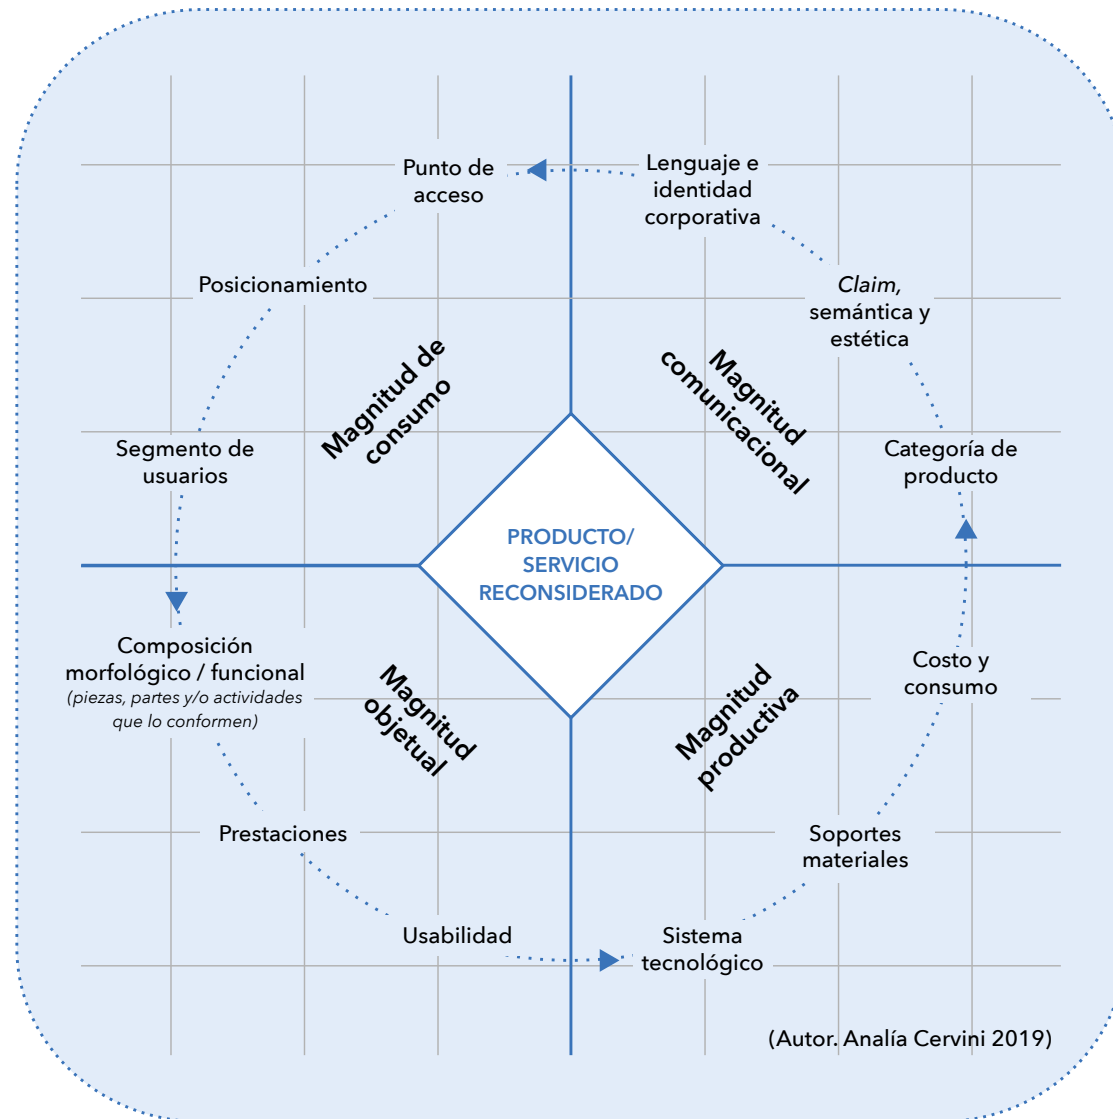 Punto de
acceso
Lenguaje e
identidad
corporativa
Posicionamiento
Claim,
semántica y
estética
Magnitud de
consumo
Magnitud
comunicacional
Segmento de
usuarios
Categoría de
producto
PRODUCTO/
SERVICIO
RECONSIDERADO
Composición
morfológico / funcional
(piezas, partes y/o actividades
que lo conformen)
Magnitud
objetual
Magnitud
productiva
Costo y
consumo
Prestaciones
Soportes
materiales
Usabilidad
Sistema
tecnológico
(Autor. Analía Cervini 2019)